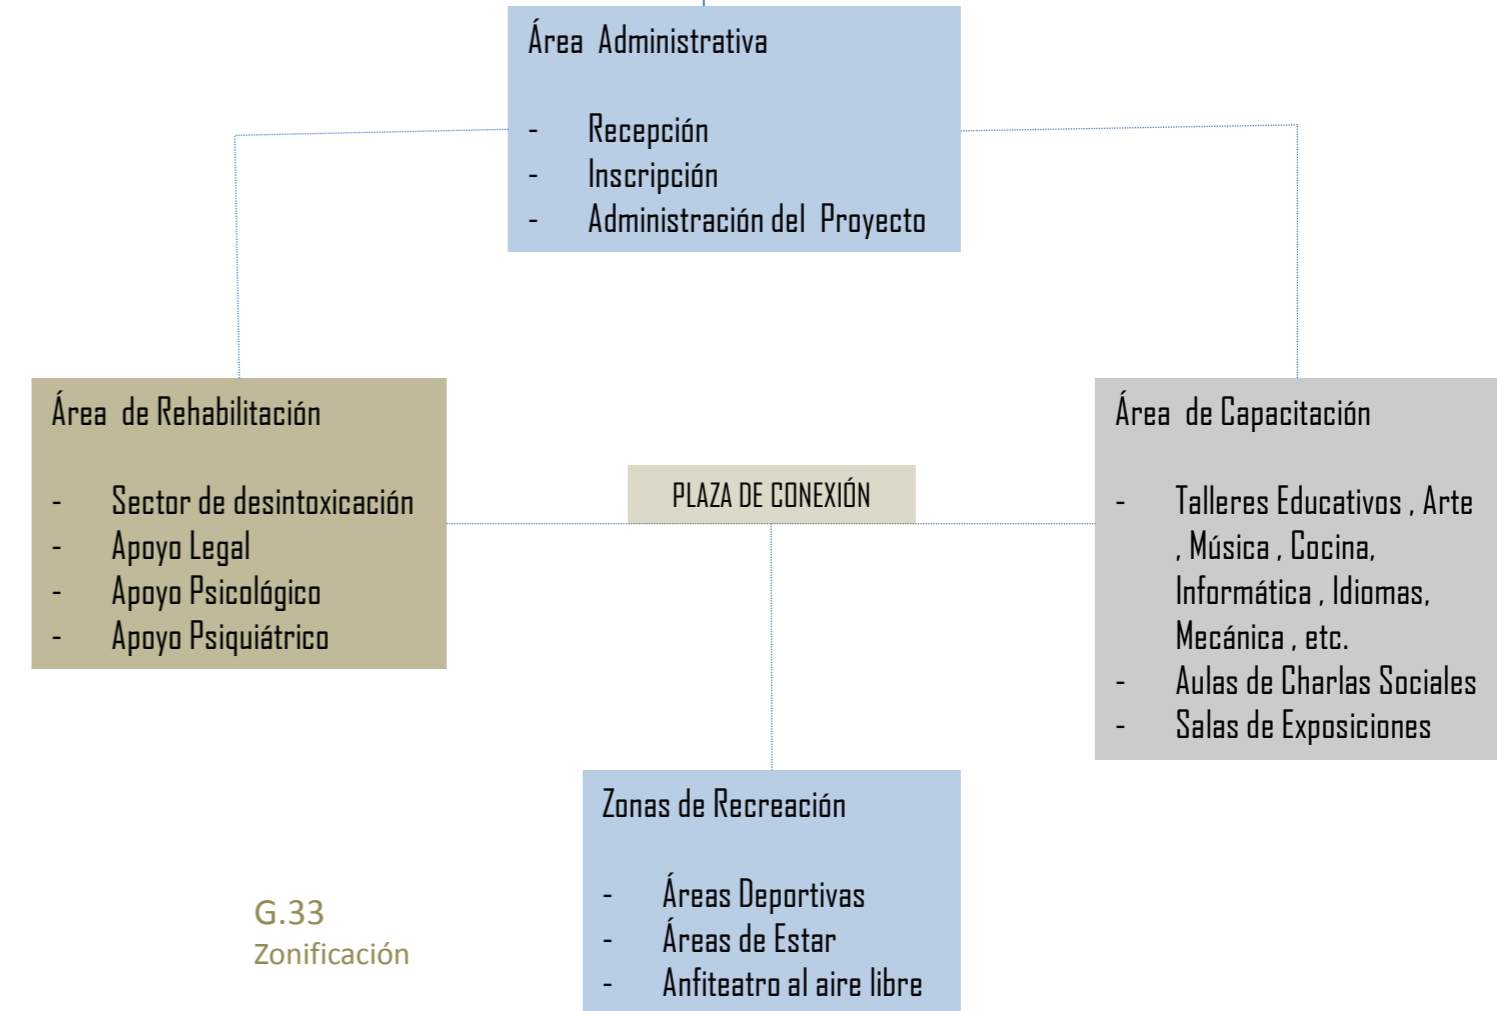 Área Administrativa
- Recepción
- Inscripción
- Administración del Proyecto
Área de Rehabilitación
- Sector de desintoxicación
- Apoyo Legal
- Apoyo Psicológico
- Apoyo Psiquiátrico
PLAZA DE CONEXIÓN
Área de Capacitación
- Talleres Educativos , Arte
, Música , Cocina,
Informática , Idiomas,
Mecánica , etc.
- Aulas de Charlas Sociales
- Salas de Exposiciones
Zonas de Recreación
- Áreas Deportivas
- Áreas de Estar
- Anfiteatro al aire libre
G.33
Zonificación